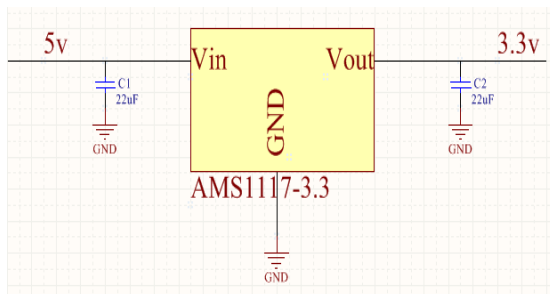 5v
3.3v
Vin
Vout
C1
22uF
C2
22uF
GND
GND
GND
AMS1117-3.3
GND